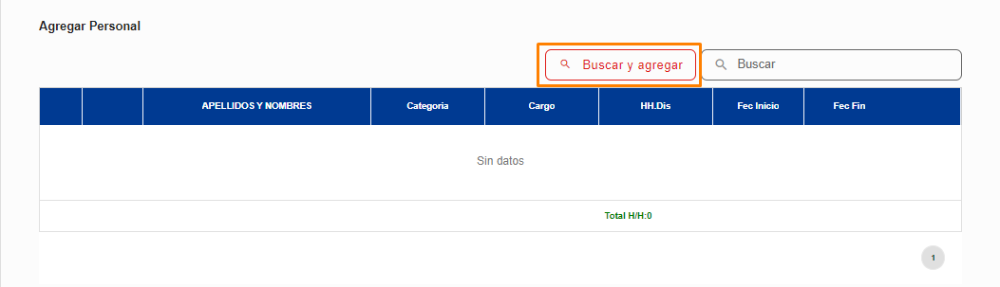 Agregar Personal
Buscar y agregar Buscar
APELLIDOS Y NOMBRES Categoria Cargo HH.Dis Fec Inicio Fec Fin
Sin datos
Total H/H:0
1